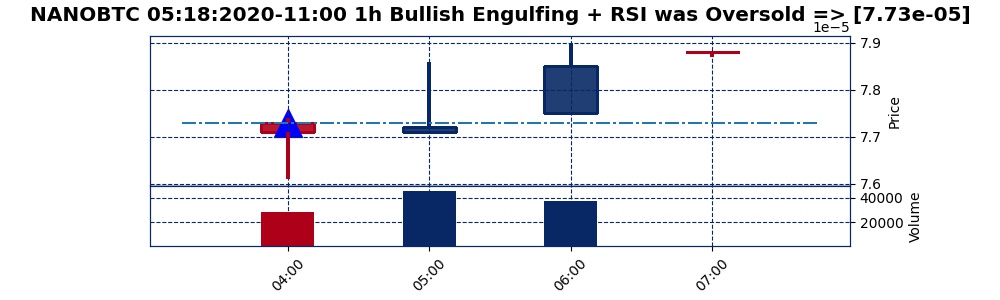 NANOBTC 05:18:2020-11:00 1h Bullish Engulfing + RSI was Oversold => [7.73e-05]
1e−5
7.9
7.8
7.7
7.6
Price
40000
20000
Volume
04:00
05:00
06:00
07:00